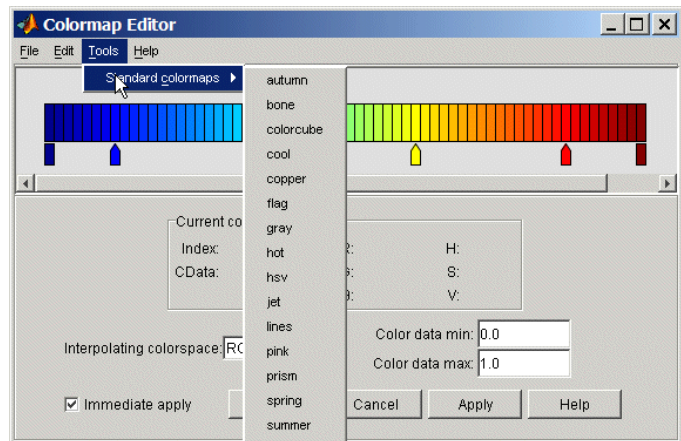 Colormap Editor
File Edit Tools Help
Standard colormaps
autumn
bone
colorcube
cool
copper
flag
gray
hot
hsv
jet
lines
pink
prism
spring
summer
Current co
Index: R: H:
CData: S:
V:
Interpolating colorspace: RG
Color data min: 0.0
Color data max: 1.0
Immediate apply Cancel Apply Help